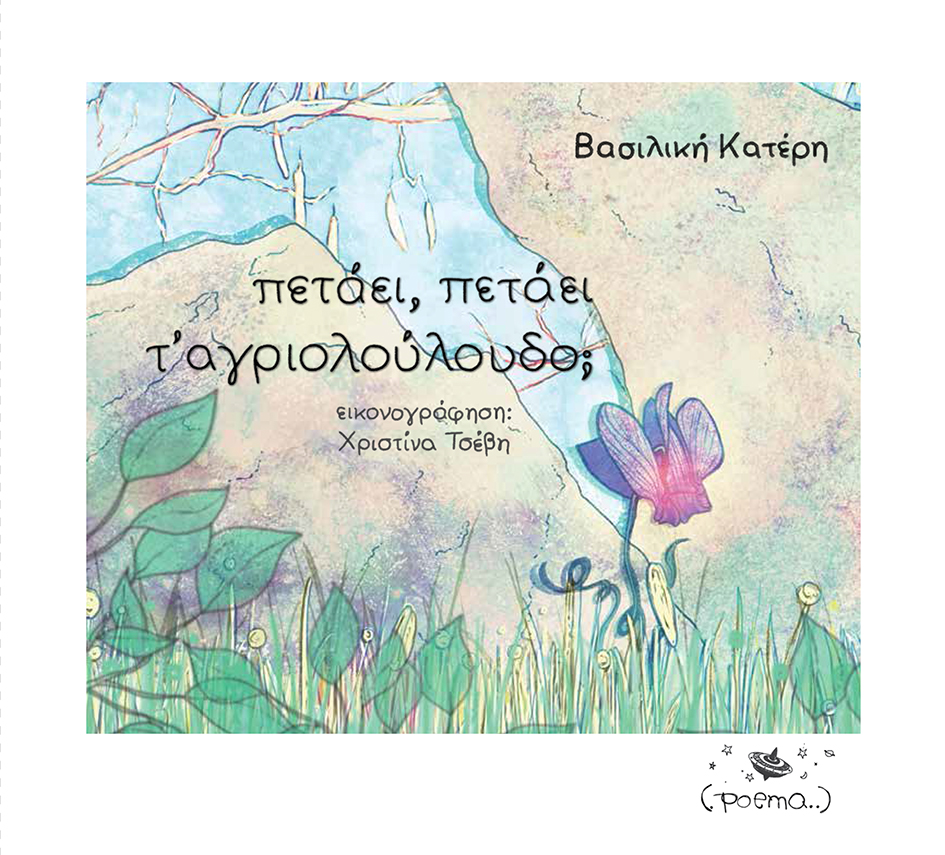 Βασιλική Κατέρη
πετάει, πετάει
τ'αγριολούλουδο;
εικονογράφηση:
Χριστίνα Τσέβη
(.poema..)